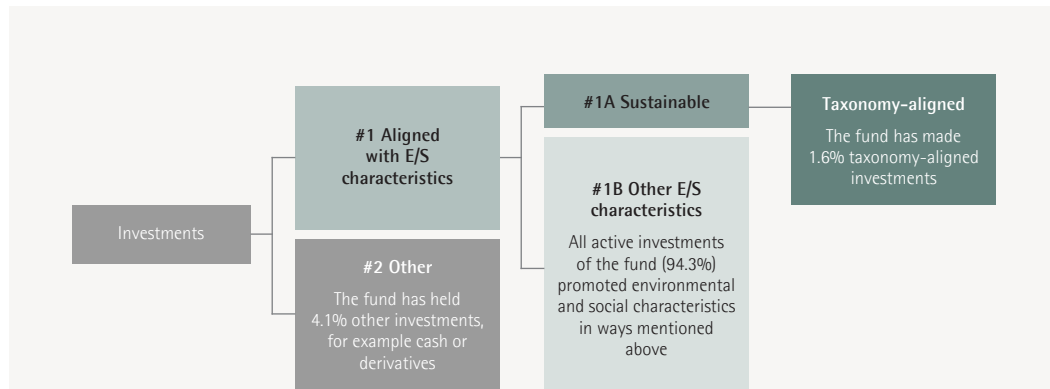 Investments
#1 Aligned
with E/S
characteristics
#2 Other
The fund has held
4.1% other investments,
for example cash or
derivatives
#1A Sustainable
#1B Other E/S
characteristics
All active investments
of the fund (94.3%)
promoted environmental
and social characteristics
in ways mentioned
above
Taxonomy-aligned
The fund has made
1.6% taxonomy-aligned
investments